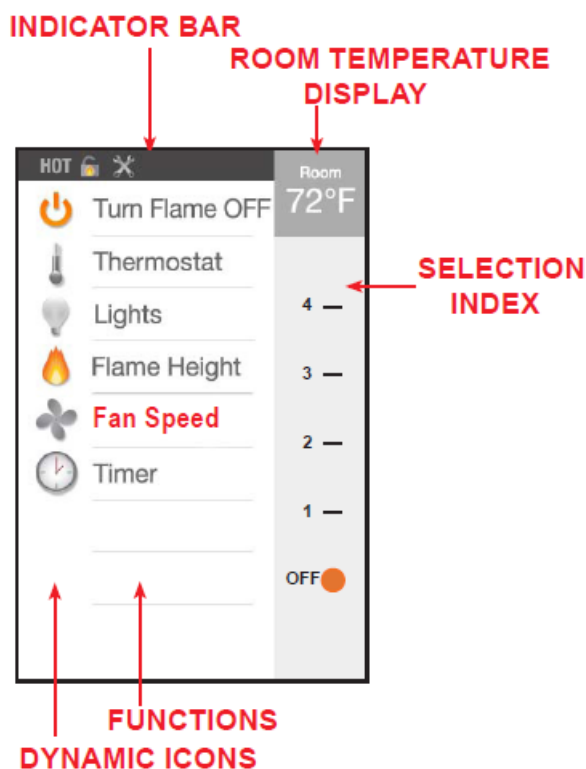 INDICATOR BAR
ROOM TEMPERATURE
DISPLAY
HOT
Room
72°F
Turn Flame OFF
Thermostat
SELECTION
INDEX
Lights
4
Flame Height
3
Fan Speed
2
Timer
1
OFF
FUNCTIONS
DYNAMIC ICONS